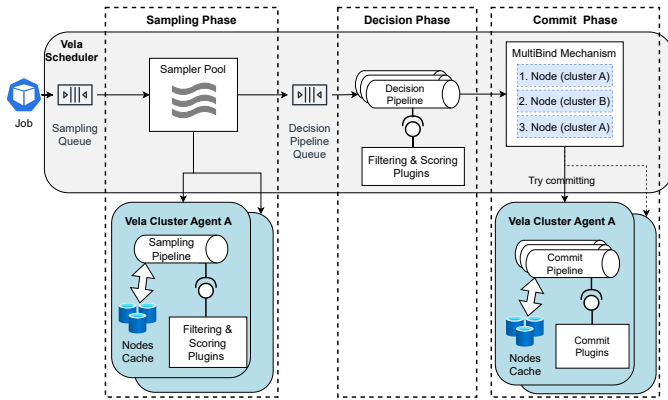 Sampling Phase
Decision Phase
Commit Phase
Vela
Scheduler
Job
Sampling
Queue
Sampler Pool
Decision
Pipeline
Queue
Decision
Pipeline
Filtering & Scoring
Plugins
MultiBind Mechanism
1. Node (cluster A)
2. Node (cluster B)
3. Node (cluster A)
Try committing
Vela Cluster Agent A
Sampling
Pipeline
Nodes
Cache
Filtering &
Scoring
Plugins
Vela Cluster Agent A
Commit
Pipeline
Nodes
Cache
Commit
Plugins